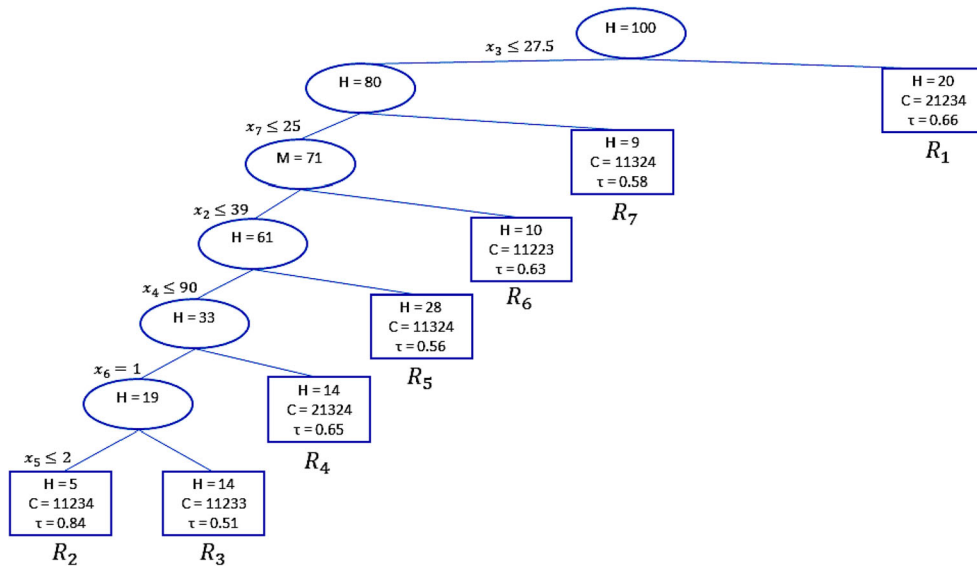 H = 100
x₃ ≤ 27.5
H = 80
H = 20
C = 21234
τ = 0.66
R₁
x₇ ≤ 25
M = 71
H = 9
C = 11324
τ = 0.58
R₇
x₂ ≤ 39
H = 61
H = 10
C = 11223
τ = 0.63
R₆
x₄ ≤ 90
H = 33
H = 28
C = 11324
τ = 0.56
R₅
x₆ = 1
H = 19
H = 14
C = 21324
τ = 0.65
R₄
x₅ ≤ 2
H = 5
C = 11234
τ = 0.84
R₂
H = 14
C = 11233
τ = 0.51
R₃